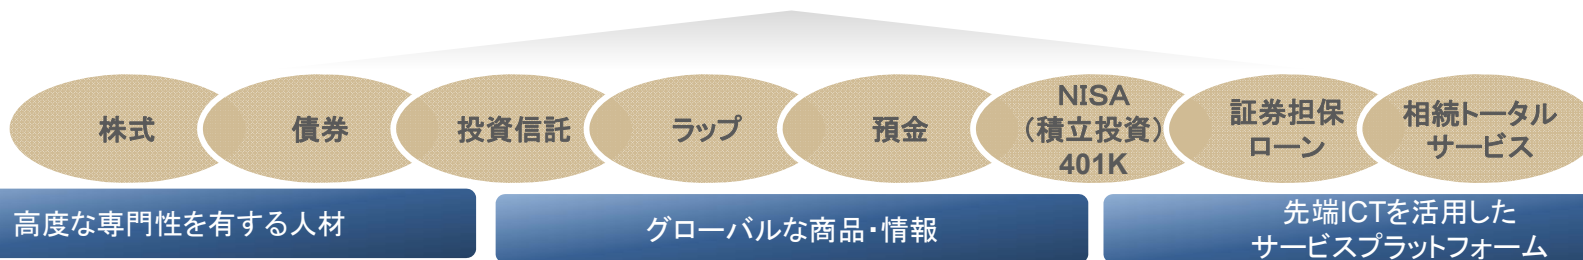 株式
債券
投資信託
ラップ
預金
NISA
（積立投資）
401K
証券担保
ローン
相続トータル
サービス
高度な専門性を有する人材
グローバルな商品・情報
先端ICTを活用した
サービスプラットフォーム